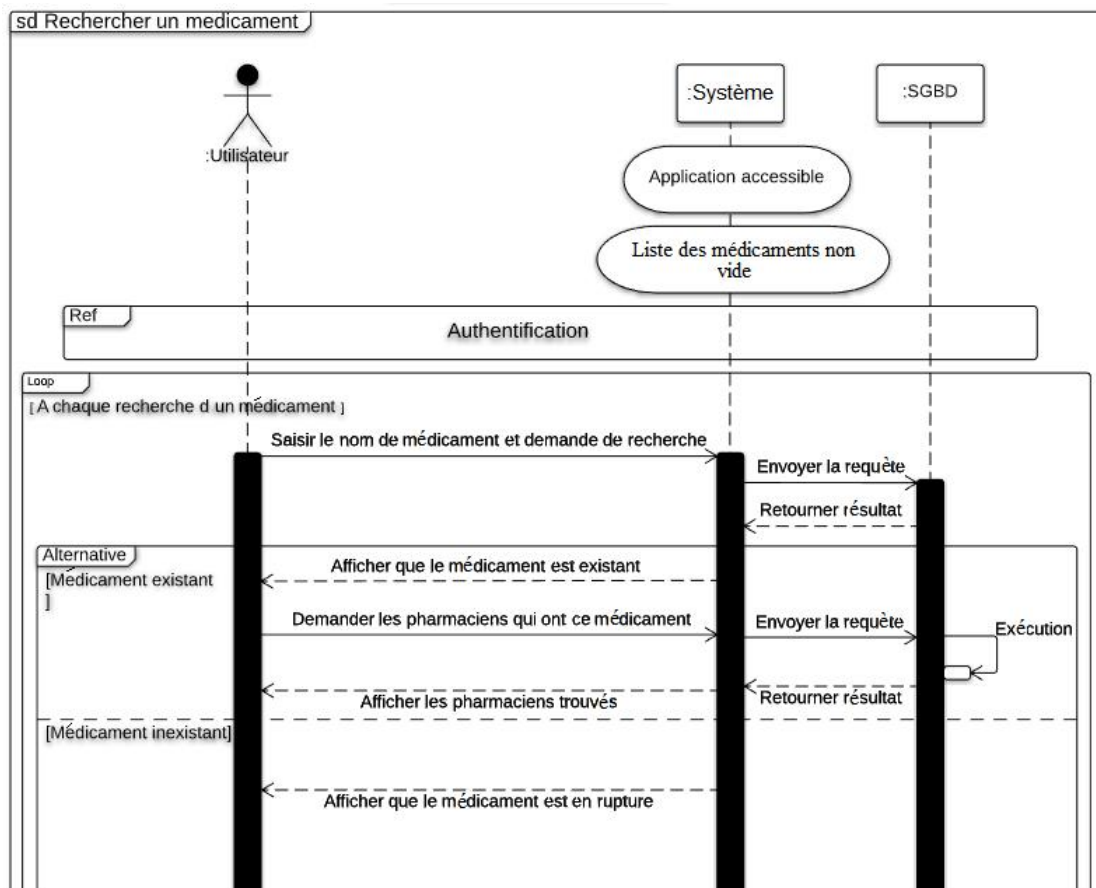 sd Rechercher un medicament
:Système
:SGBD
:Utilisateur
Application accessible
Liste des médicaments non
vide
Ref
Authentification
Loop
[ A chaque recherche d un médicament ]
Saisir le nom de médicament et demande de recherche
Envoyer la requète
Retourner résultat
Alternative
[Médicament existant
]
Afficher que le médicament est existant
Demander les pharmaciens qui ont ce médicament
Envoyer la requète
Exécution
Retourner résultat
Afficher les pharmaciens trouvés
[Médicament inexistant]
Afficher que le médicament est en rupture